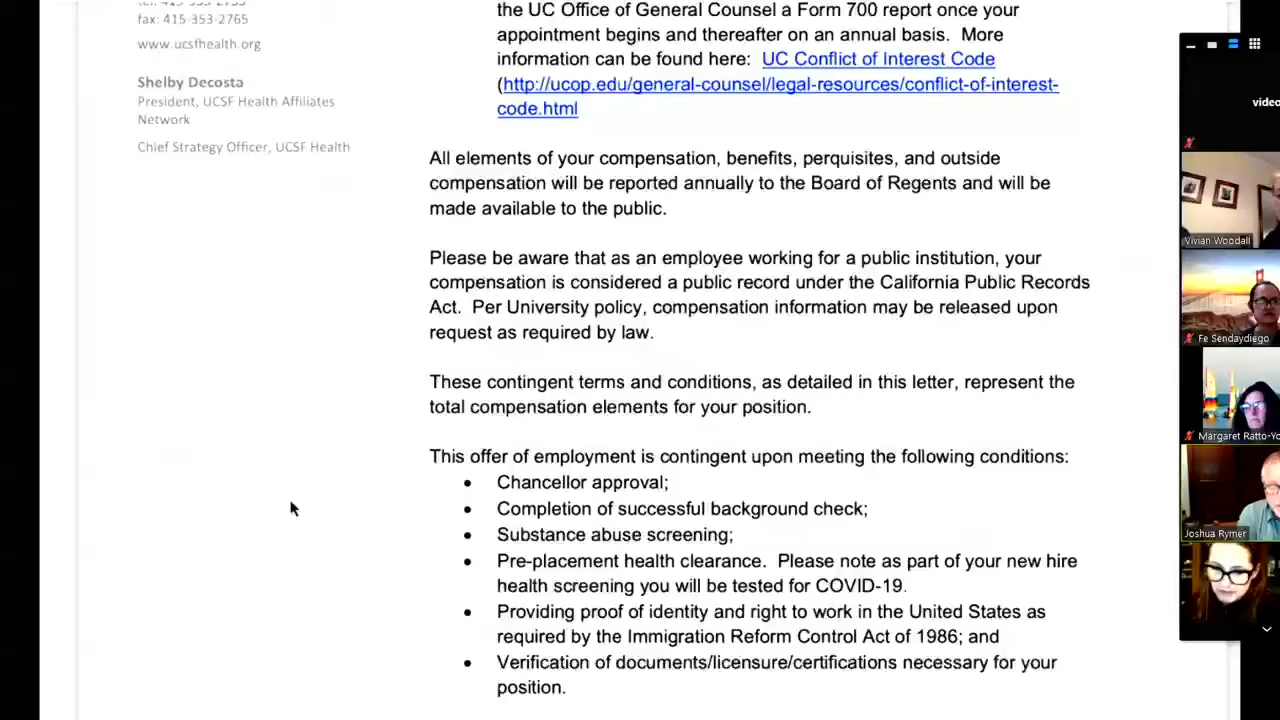 fax: 415-353-2765
www.ucsfhealth.org
Shelby Decosta
President, UCSF Health Affiliates
Network
Chief Strategy Officer, UCSF Health
the UC Office of General Counsel a Form 700 report once your
appointment begins and thereafter on an annual basis. More
information can be found here: UC Conflict of Interest Code
(http://ucop.edu/general-counsel/legal-resources/conflict-of-interest-
code.html
All elements of your compensation, benefits, perquisites, and outside
compensation will be reported annually to the Board of Regents and will be
made available to the public.
Please be aware that as an employee working for a public institution, your
compensation is considered a public record under the California Public Records
Act. Per University policy, compensation information may be released upon
request as required by law.
These contingent terms and conditions, as detailed in this letter, represent the
total compensation elements for your position.
This offer of employment is contingent upon meeting the following conditions:
• Chancellor approval;
• Completion of successful background check;
• Substance abuse screening;
• Pre-placement health clearance. Please note as part of your new hire
health screening you will be tested for COVID-19.
• Providing proof of identity and right to work in the United States as
required by the Immigration Reform Control Act of 1986; and
• Verification of documents/licensure/certifications necessary for your
position.
video
Vivian Woodall
Fe Sendaydiego
Margaret Ratto-Yo
Joshua Rymer